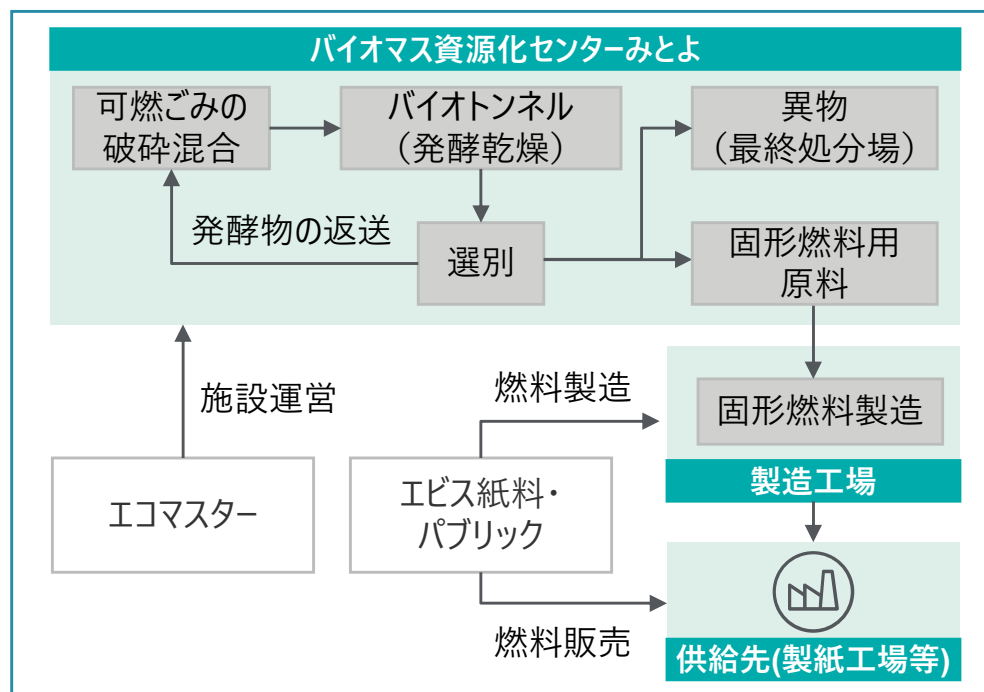 バイオマス資源化センターみとよ
可燃ごみの
破砕混合
バイオトンネル
（発酵乾燥）
異物
（最終処分場）
発酵物の返送
選別
固形燃料用
原料
施設運営
燃料製造
固形燃料製造
製造工場
エコマスター
エビス紙料・
パブリック
燃料販売
供給先(製紙工場等)